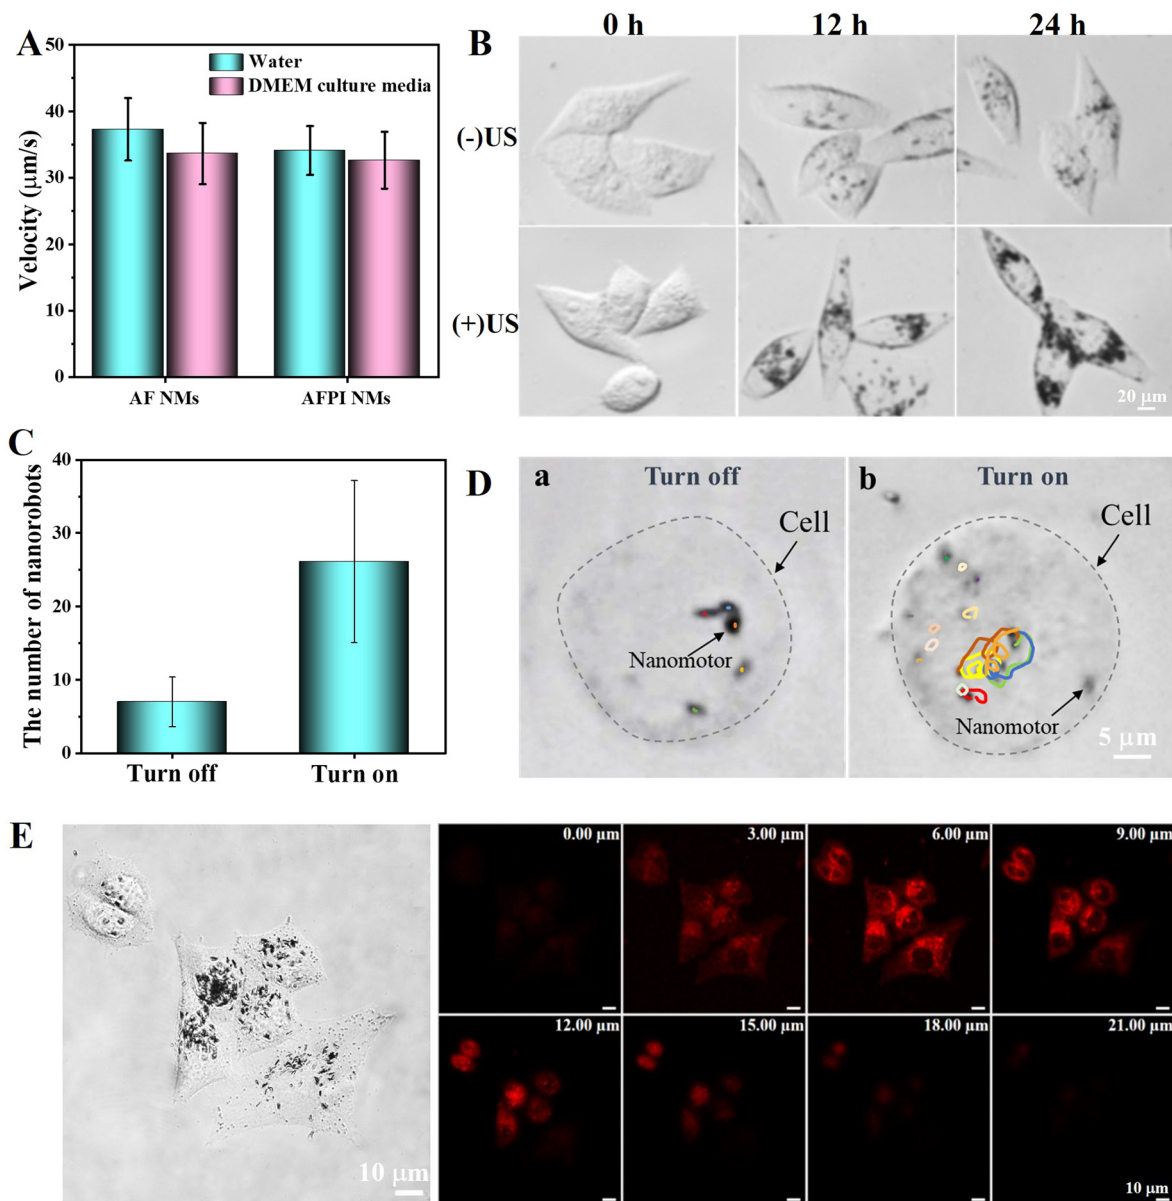 A
50
40
30
20
10
0
Velocity (μm/s)
Water
DMEM culture media
AF NMs
AFPI NMs
B
0 h
12 h
24 h
(-)US
(+)US
20 μm
C
40
30
20
10
0
The number of nanorobots
Turn off
Turn on
D
a
Turn off
Cell
Nanomotor
b
Turn on
Cell
Nanomotor
5 μm
E
10 μm
0.00 μm
3.00 μm
6.00 μm
9.00 μm
12.00 μm
15.00 μm
18.00 μm
21.00 μm
10 μm